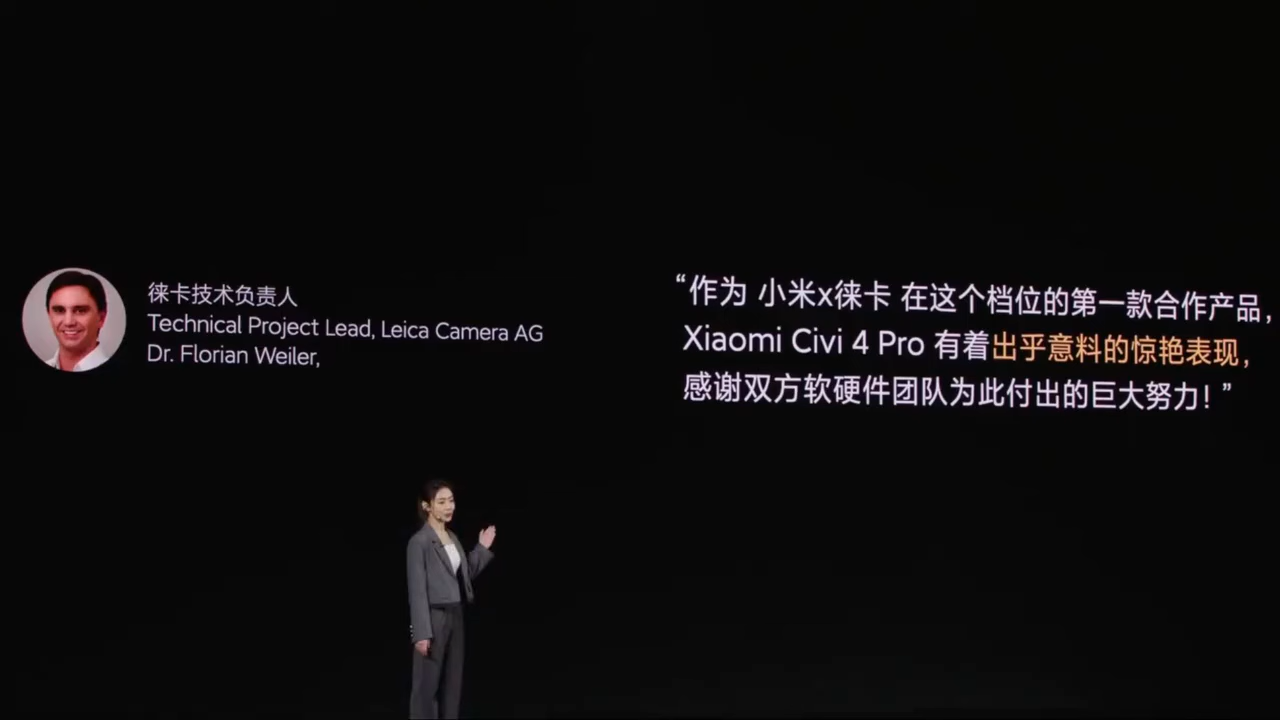 徕卡技术负责人
Technical Project Lead, Leica Camera AG
Dr. Florian Weiler,
“作为 小米x徕卡 在这个档位的第一款合作产品，
Xiaomi Civi 4 Pro 有着出乎意料的惊艳表现，
感谢双方软硬件团队为此付出的巨大努力！”